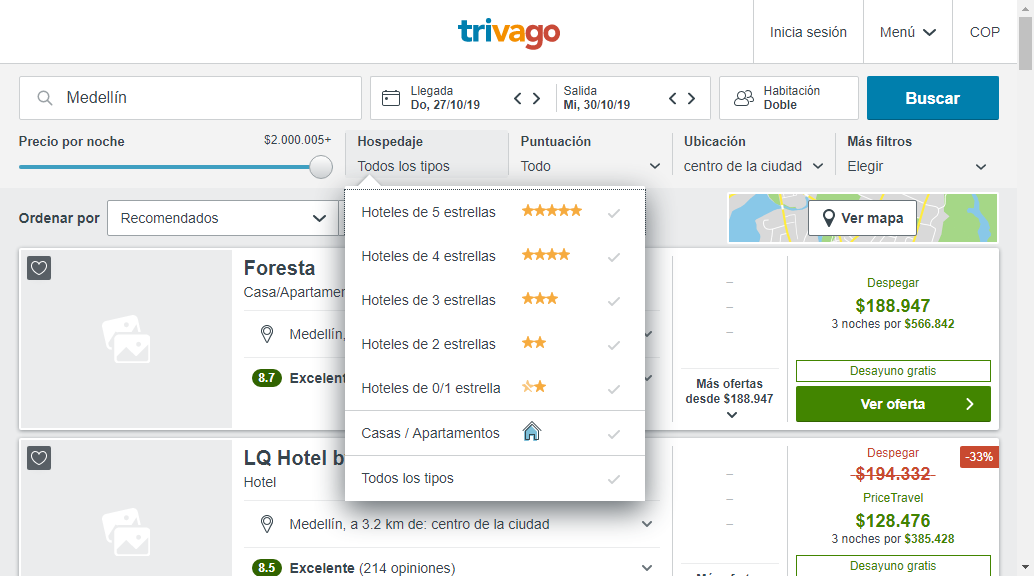 trivago
Inicia sesión
Menú
COP
Medellín
Llegada
Do, 27/10/19
Salida
Mi, 30/10/19
Habitación
Doble
Buscar
Precio por noche
$2.000.005+
Hospedaje
Todos los tipos
Puntuación
Todo
Ubicación
centro de la ciudad
Más filtros
Elegir
Ordenar por
Recomendados
Hoteles de 5 estrellas
Hoteles de 4 estrellas
Hoteles de 3 estrellas
Hoteles de 2 estrellas
Hoteles de 0/1 estrella
Casas / Apartamentos
Todos los tipos
Ver mapa
Foresta
Casa/Apartamen
Medellín,
8.7 Excelent
Más ofertas
desde $188.947
Despegar
$188.947
3 noches por $566.842
Desayuno gratis
Ver oferta
LQ Hotel b
Hotel
Medellín, a 3.2 km de: centro de la ciudad
8.5 Excelente (214 opiniones)
Despegar
-33%
$194.332
PriceTravel
$128.476
3 noches por $385.428
Desayuno gratis